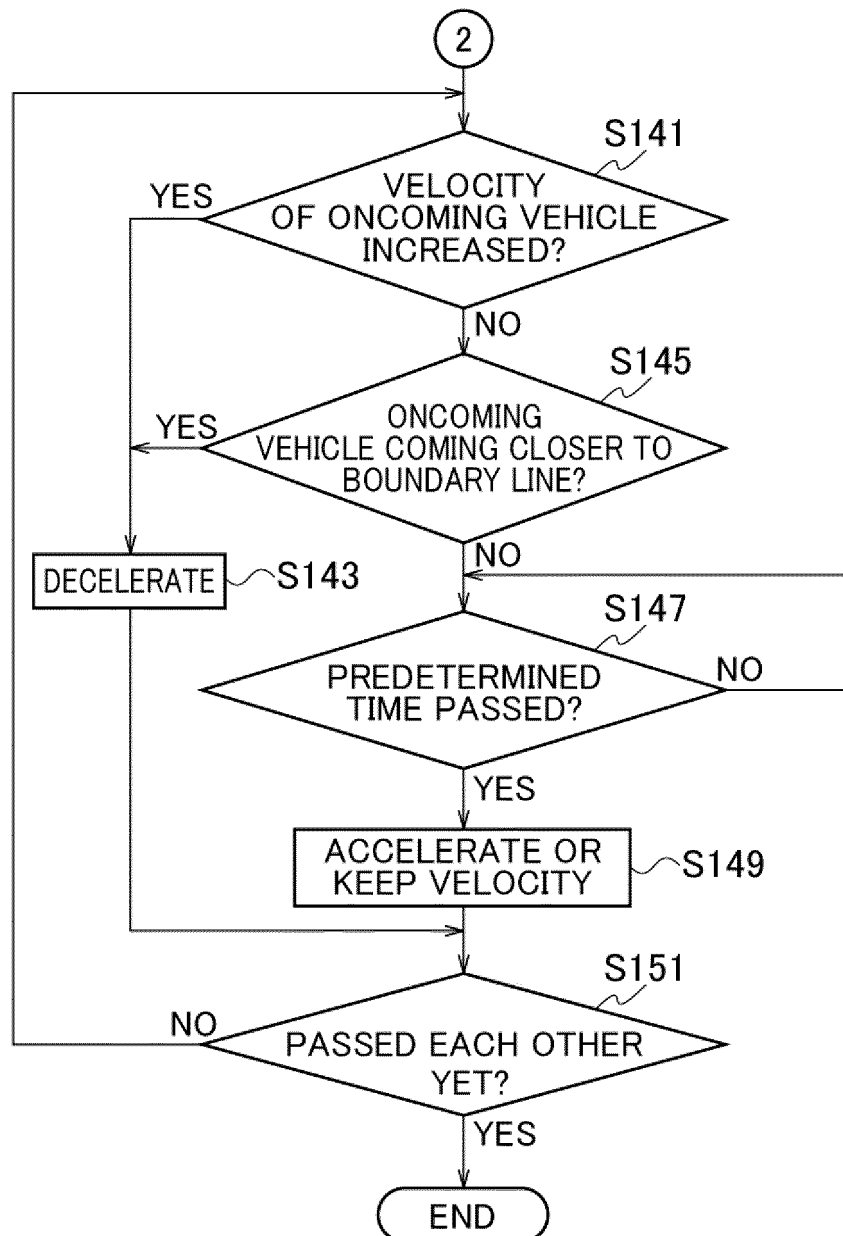 2
S141
YES
VELOCITY
OF ONCOMING VEHICLE
INCREASED?
NO
S145
YES
ONCOMING
VEHICLE COMING CLOSER TO
BOUNDARY LINE?
NO
DECELERATE
S143
S147
PREDETERMINED
TIME PASSED?
NO
YES
ACCELERATE OR
KEEP VELOCITY
S149
S151
NO
PASSED EACH OTHER
YET?
YES
END